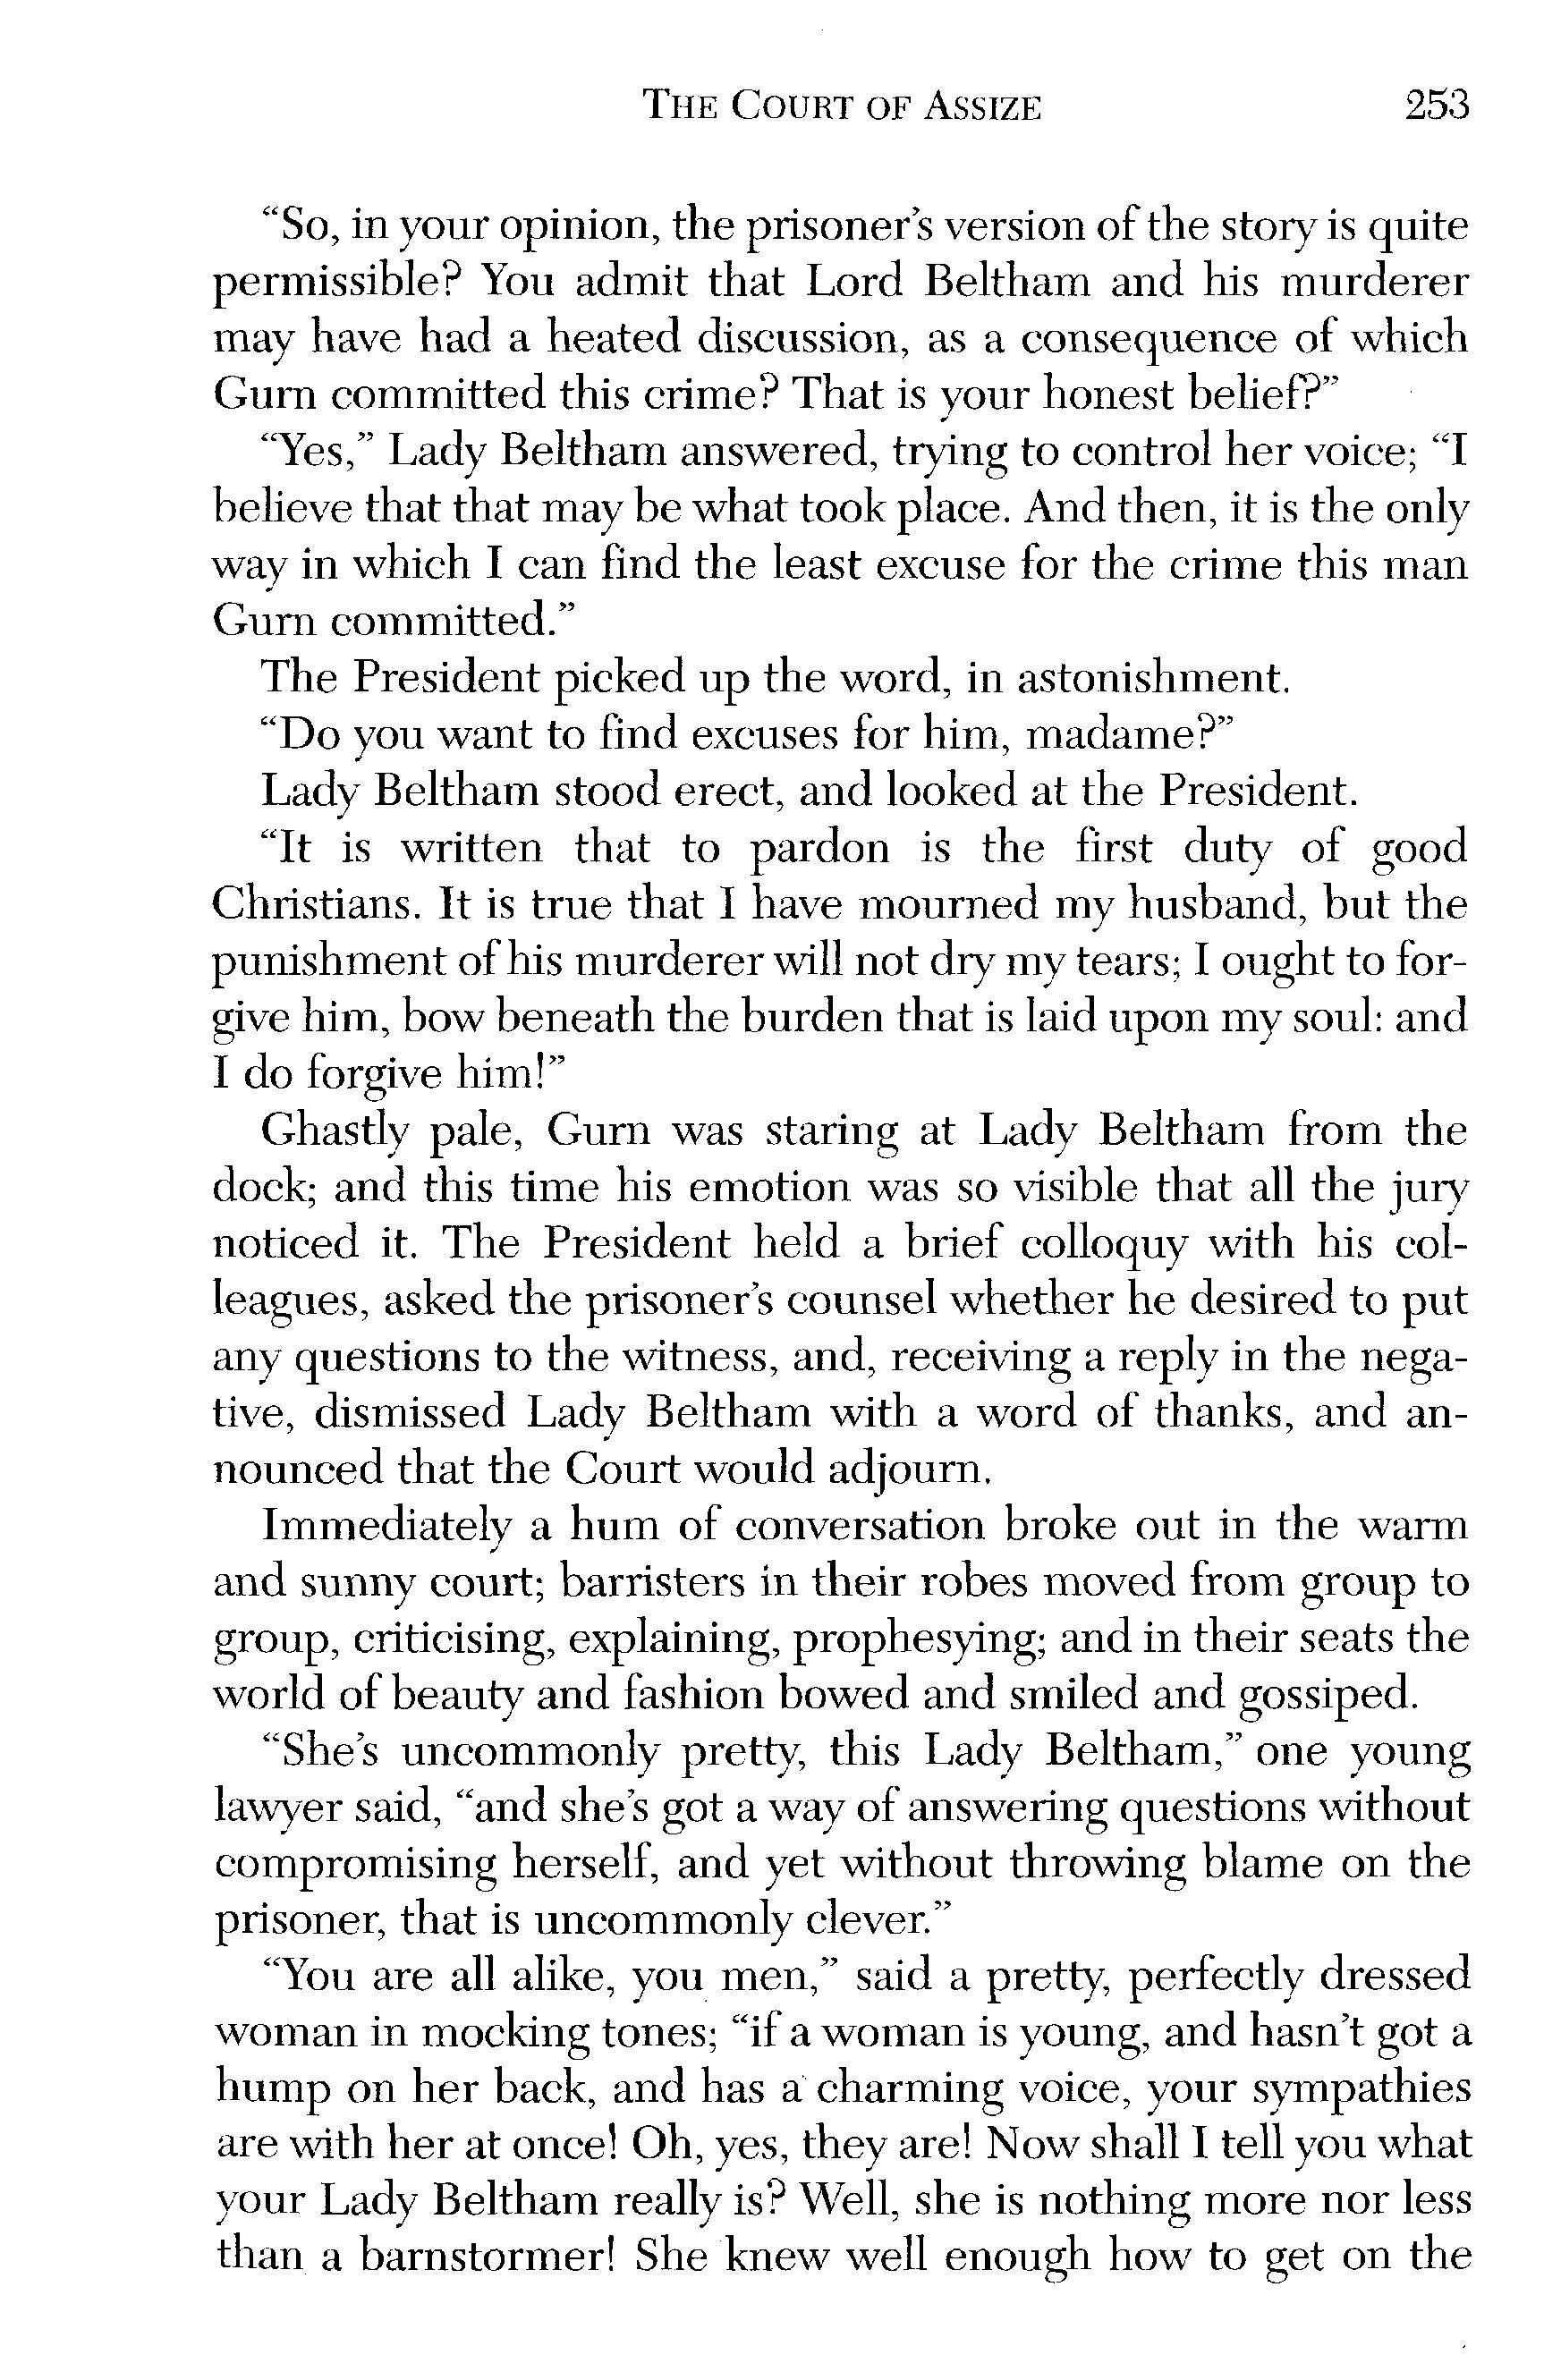 THE COURT OF ASSIZE 253
“So, in your opinion, the prisoner’s version of the story is quite
permissible? You admit that Lord Beltham and his murderer
may have had a heated discussion, as a consequence of which
Gurn committed this crime? That is your honest belief?”
“Yes,” Lady Beltham answered, trying to control her voice; “I
believe that that may be what took place. And then, it is the only
way in which I can find the least excuse for the crime this man
Gurn committed.”
The President picked up the word, in astonishment.
“Do you want to find excuses for him, madame?”
Lady Beltham stood erect, and looked at the President.
“It is written that to pardon is the first duty of good
Christians. It is true that I have mourned my husband, but the
punishment of his murderer will not dry my tears; I ought to for-
give him, bow beneath the burden that is laid upon my soul: and
I do forgive him!”
Ghastly pale, Gurn was staring at Lady Beltham from the
dock; and this time his emotion was so visible that all the jury
noticed it. The President held a brief colloquy with his col-
leagues, asked the prisoner’s counsel whether he desired to put
any questions to the witness, and, receiving a reply in the nega-
tive, dismissed Lady Beltham with a word of thanks, and an-
nounced that the Court would adjourn.
Immediately a hum of conversation broke out in the warm
and sunny court; barristers in their robes moved from group to
group, criticising, explaining, prophesying; and in their seats the
world of beauty and fashion bowed and smiled and gossiped.
“She’s uncommonly pretty, this Lady Beltham,” one young
lawyer said, “and she’s got a way of answering questions without
compromising herself, and yet without throwing blame on the
prisoner, that is uncommonly clever.”
“You are all alike, you men,” said a pretty, perfectly dressed
woman in mocking tones; “if a woman is young, and hasn’t got a
hump on her back, and has a charming voice, your sympathies
are with her at once! Oh, yes, they are! Now shall I tell you what
your Lady Beltham really is? Well, she is nothing more nor less
than a barnstormer! She knew well enough how to get on the